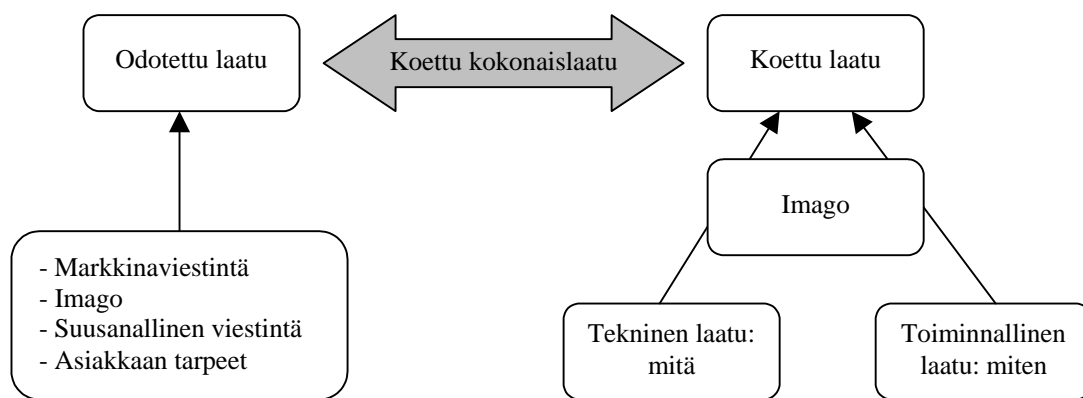 Odotettu laatu
Koettu kokonaislaatu
Koettu laatu
Imago
- Markkinaviestintä
- Imago
- Suusanallinen viestintä
- Asiakkaan tarpeet
Tekninen laatu:
mitä
Toiminnallinen
laatu: miten